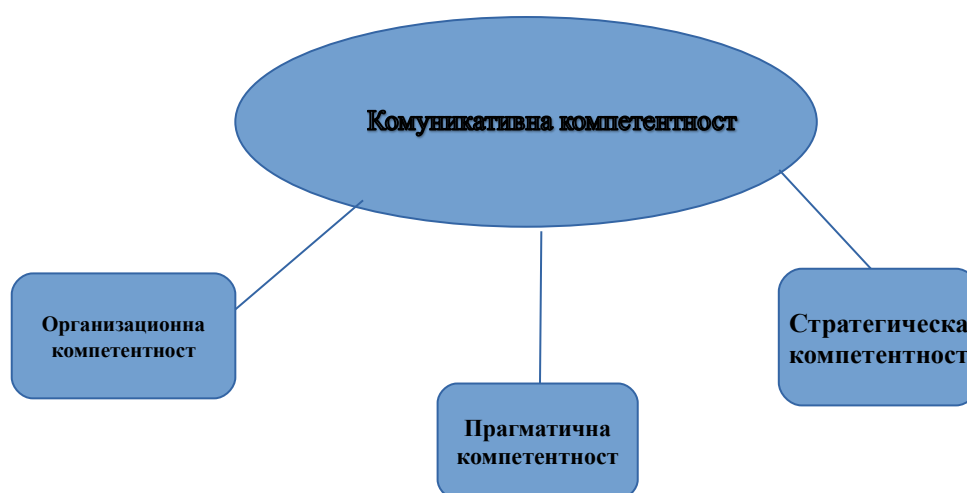 Комуникативна компетентност
Организационна
компетентност
Прагматична
компетентност
Стратегическа
компетентност